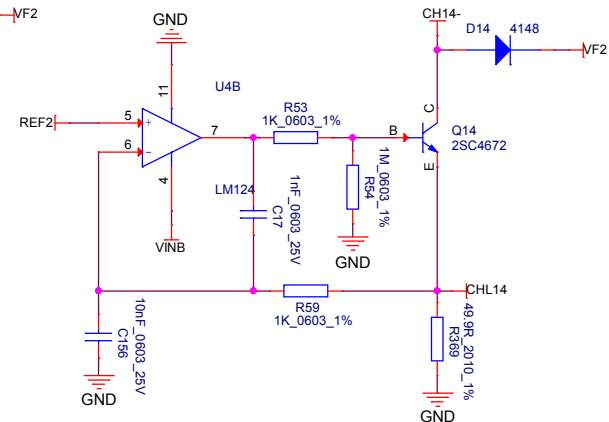 VF2
GND
CH14-
D14 4148
VF2
11
U4B
R53
1K_0603_1%
REF2
5
+
7
B
C
Q14
2SC4672
6
-
E
4
LM124
1nF_0603_25V
C17
1M_0603_1%
R54
VINB
GND
CHL14
R59
1K_0603_1%
10nF_0603_25V
C156
49.9R_2010_1%
R369
GND
GND